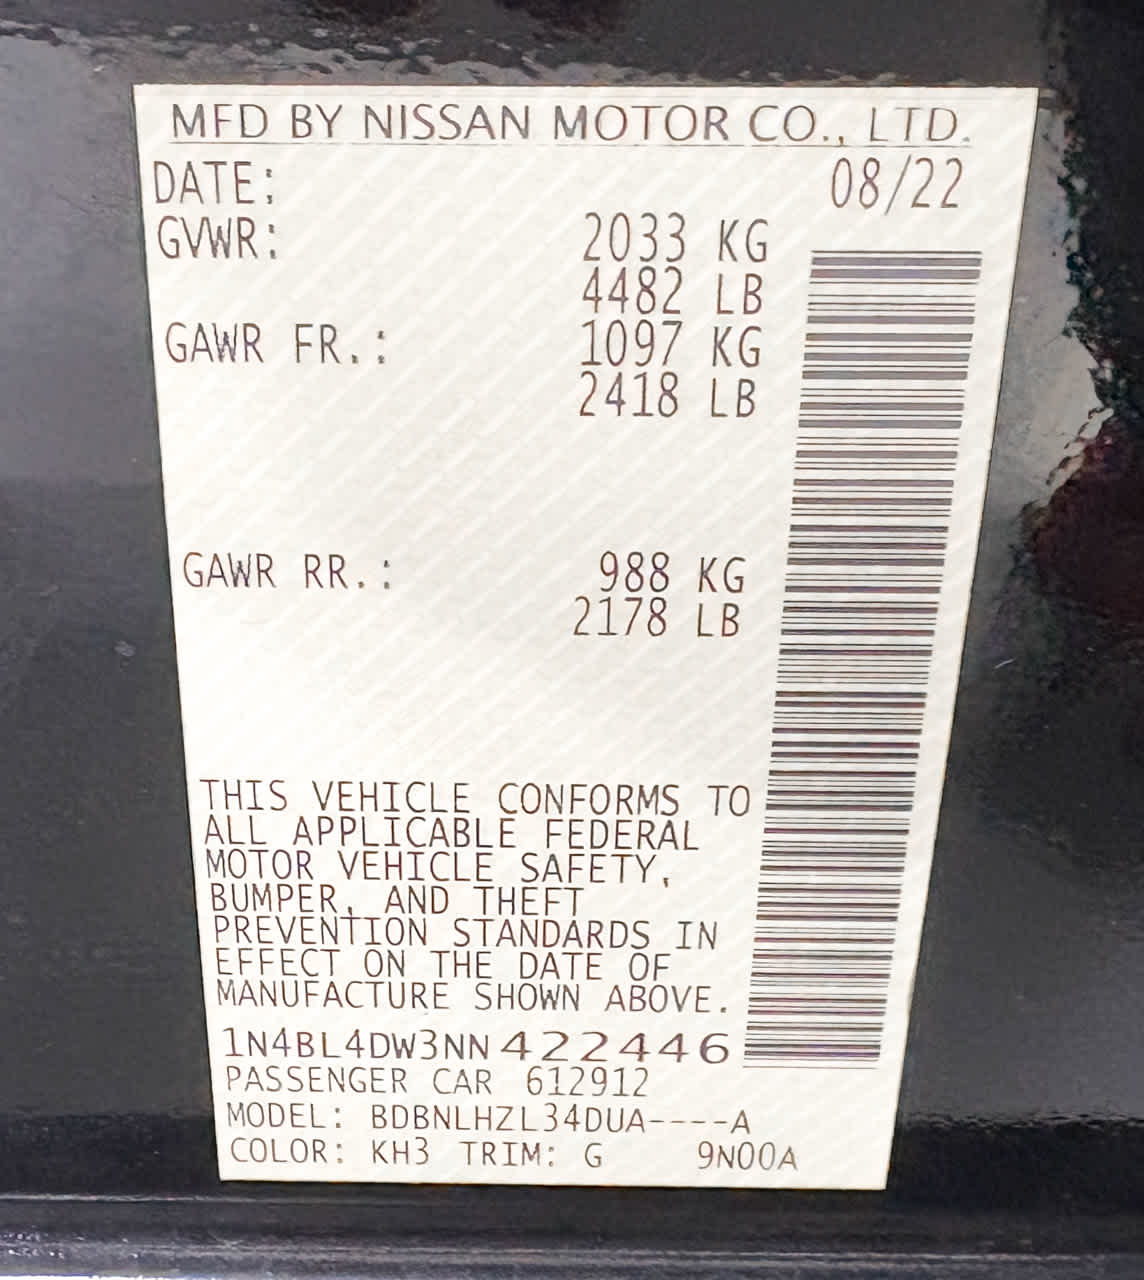 MFD BY NISSAN MOTOR CO., LTD.
DATE: 08/22
GVWR: 2033 KG
4482 LB
GAWR FR.: 1097 KG
2418 LB
GAWR RR.: 988 KG
2178 LB
THIS VEHICLE CONFORMS TO
ALL APPLICABLE FEDERAL
MOTOR VEHICLE SAFETY,
BUMPER, AND THEFT
PREVENTION STANDARDS IN
EFFECT ON THE DATE OF
MANUFACTURE SHOWN ABOVE.
1N4BL4DW3NN422446
PASSENGER CAR 612912
MODEL: BDBNLHZL34DUA----A
COLOR: KH3 TRIM: G 9N00A